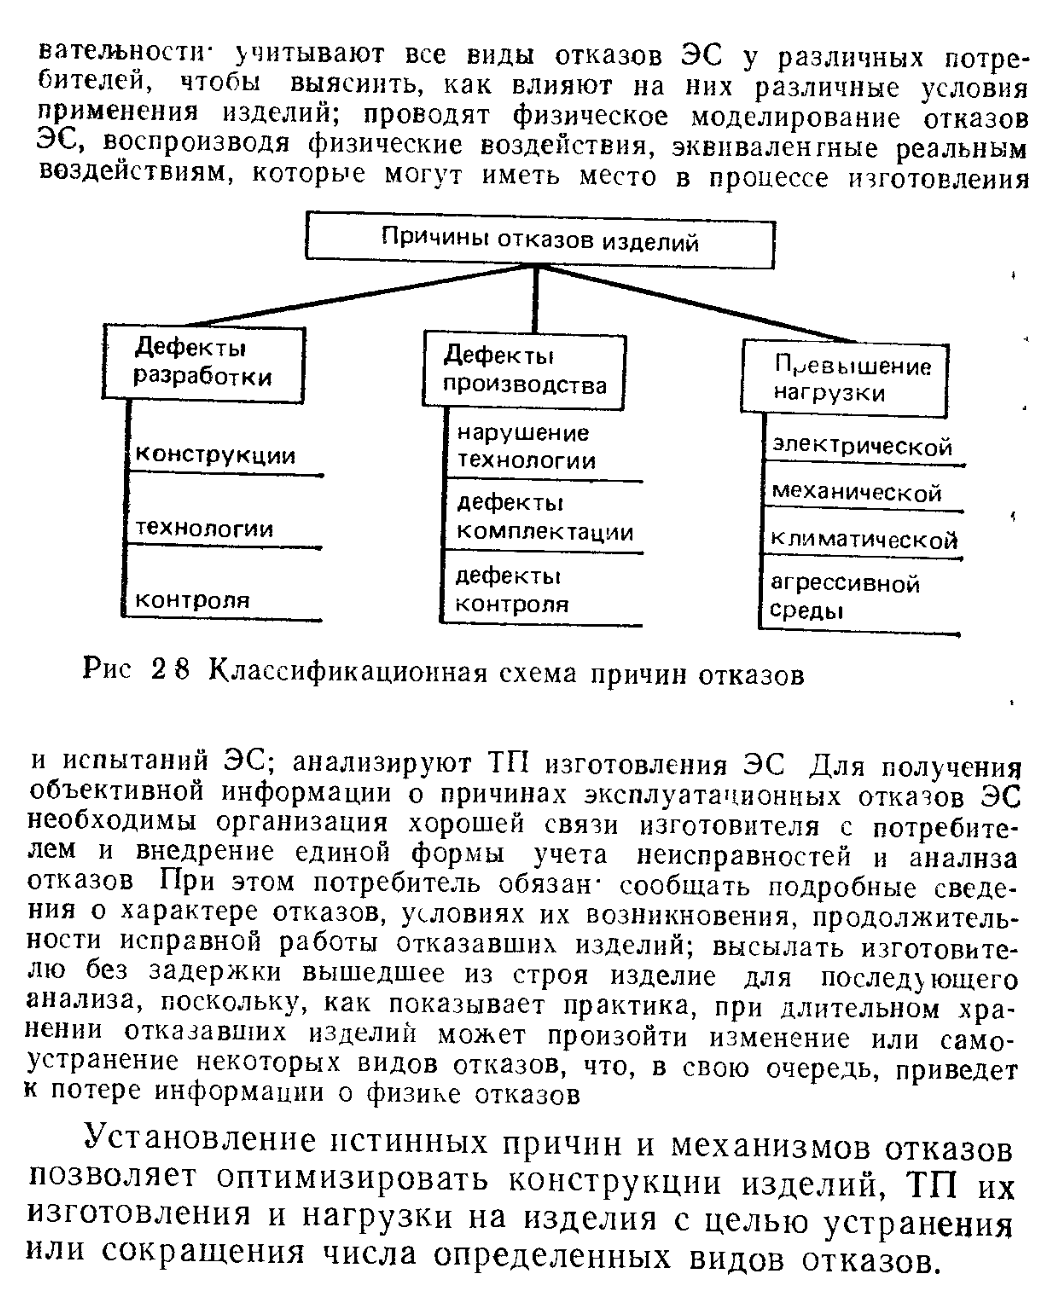 вательности· учитывают все виды отказов ЭС у различных потре-
бителей, чтобы выяснить, как влияют на них различные условия
применения изделий; проводят физическое моделирование отказов
ЭС, воспроизводя физические воздействия, эквивалентные реальным
воздействиям, которые могут иметь место в процессе изготовления
Причины отказов изделий
Дефекты
разработки
конструкции
технологии
контроля
Дефекты
производства
нарушение
технологии
дефекты
комплектации
дефекты
контроля
Превышение
нагрузки
электрической
механической
климатической
агрессивной
среды
Рис 2 8 Классификационная схема причин отказов
и испытаний ЭС; анализируют ТП изготовления ЭС Для получения
объективной информации о причинах эксплуатационных отказов ЭС
необходимы организация хорошей связи изготовителя с потребите-
лем и внедрение единой формы учета неисправностей и анализа
отказов При этом потребитель обязан· сообщать подробные сведе-
ния о характере отказов, условиях их возникновения, продолжитель-
ности исправной работы отказавших изделий; высылать изготовите-
лю без задержки вышедшее из строя изделие для последующего
анализа, поскольку, как показывает практика, при длительном хра-
нении отказавших изделий может произойти изменение или само-
устранение некоторых видов отказов, что, в свою очередь, приведет
к потере информации о физике отказов
Установление истинных причин и механизмов отказов
позволяет оптимизировать конструкции изделий, ТП их
изготовления и нагрузки на изделия с целью устранения
или сокращения числа определенных видов отказов.